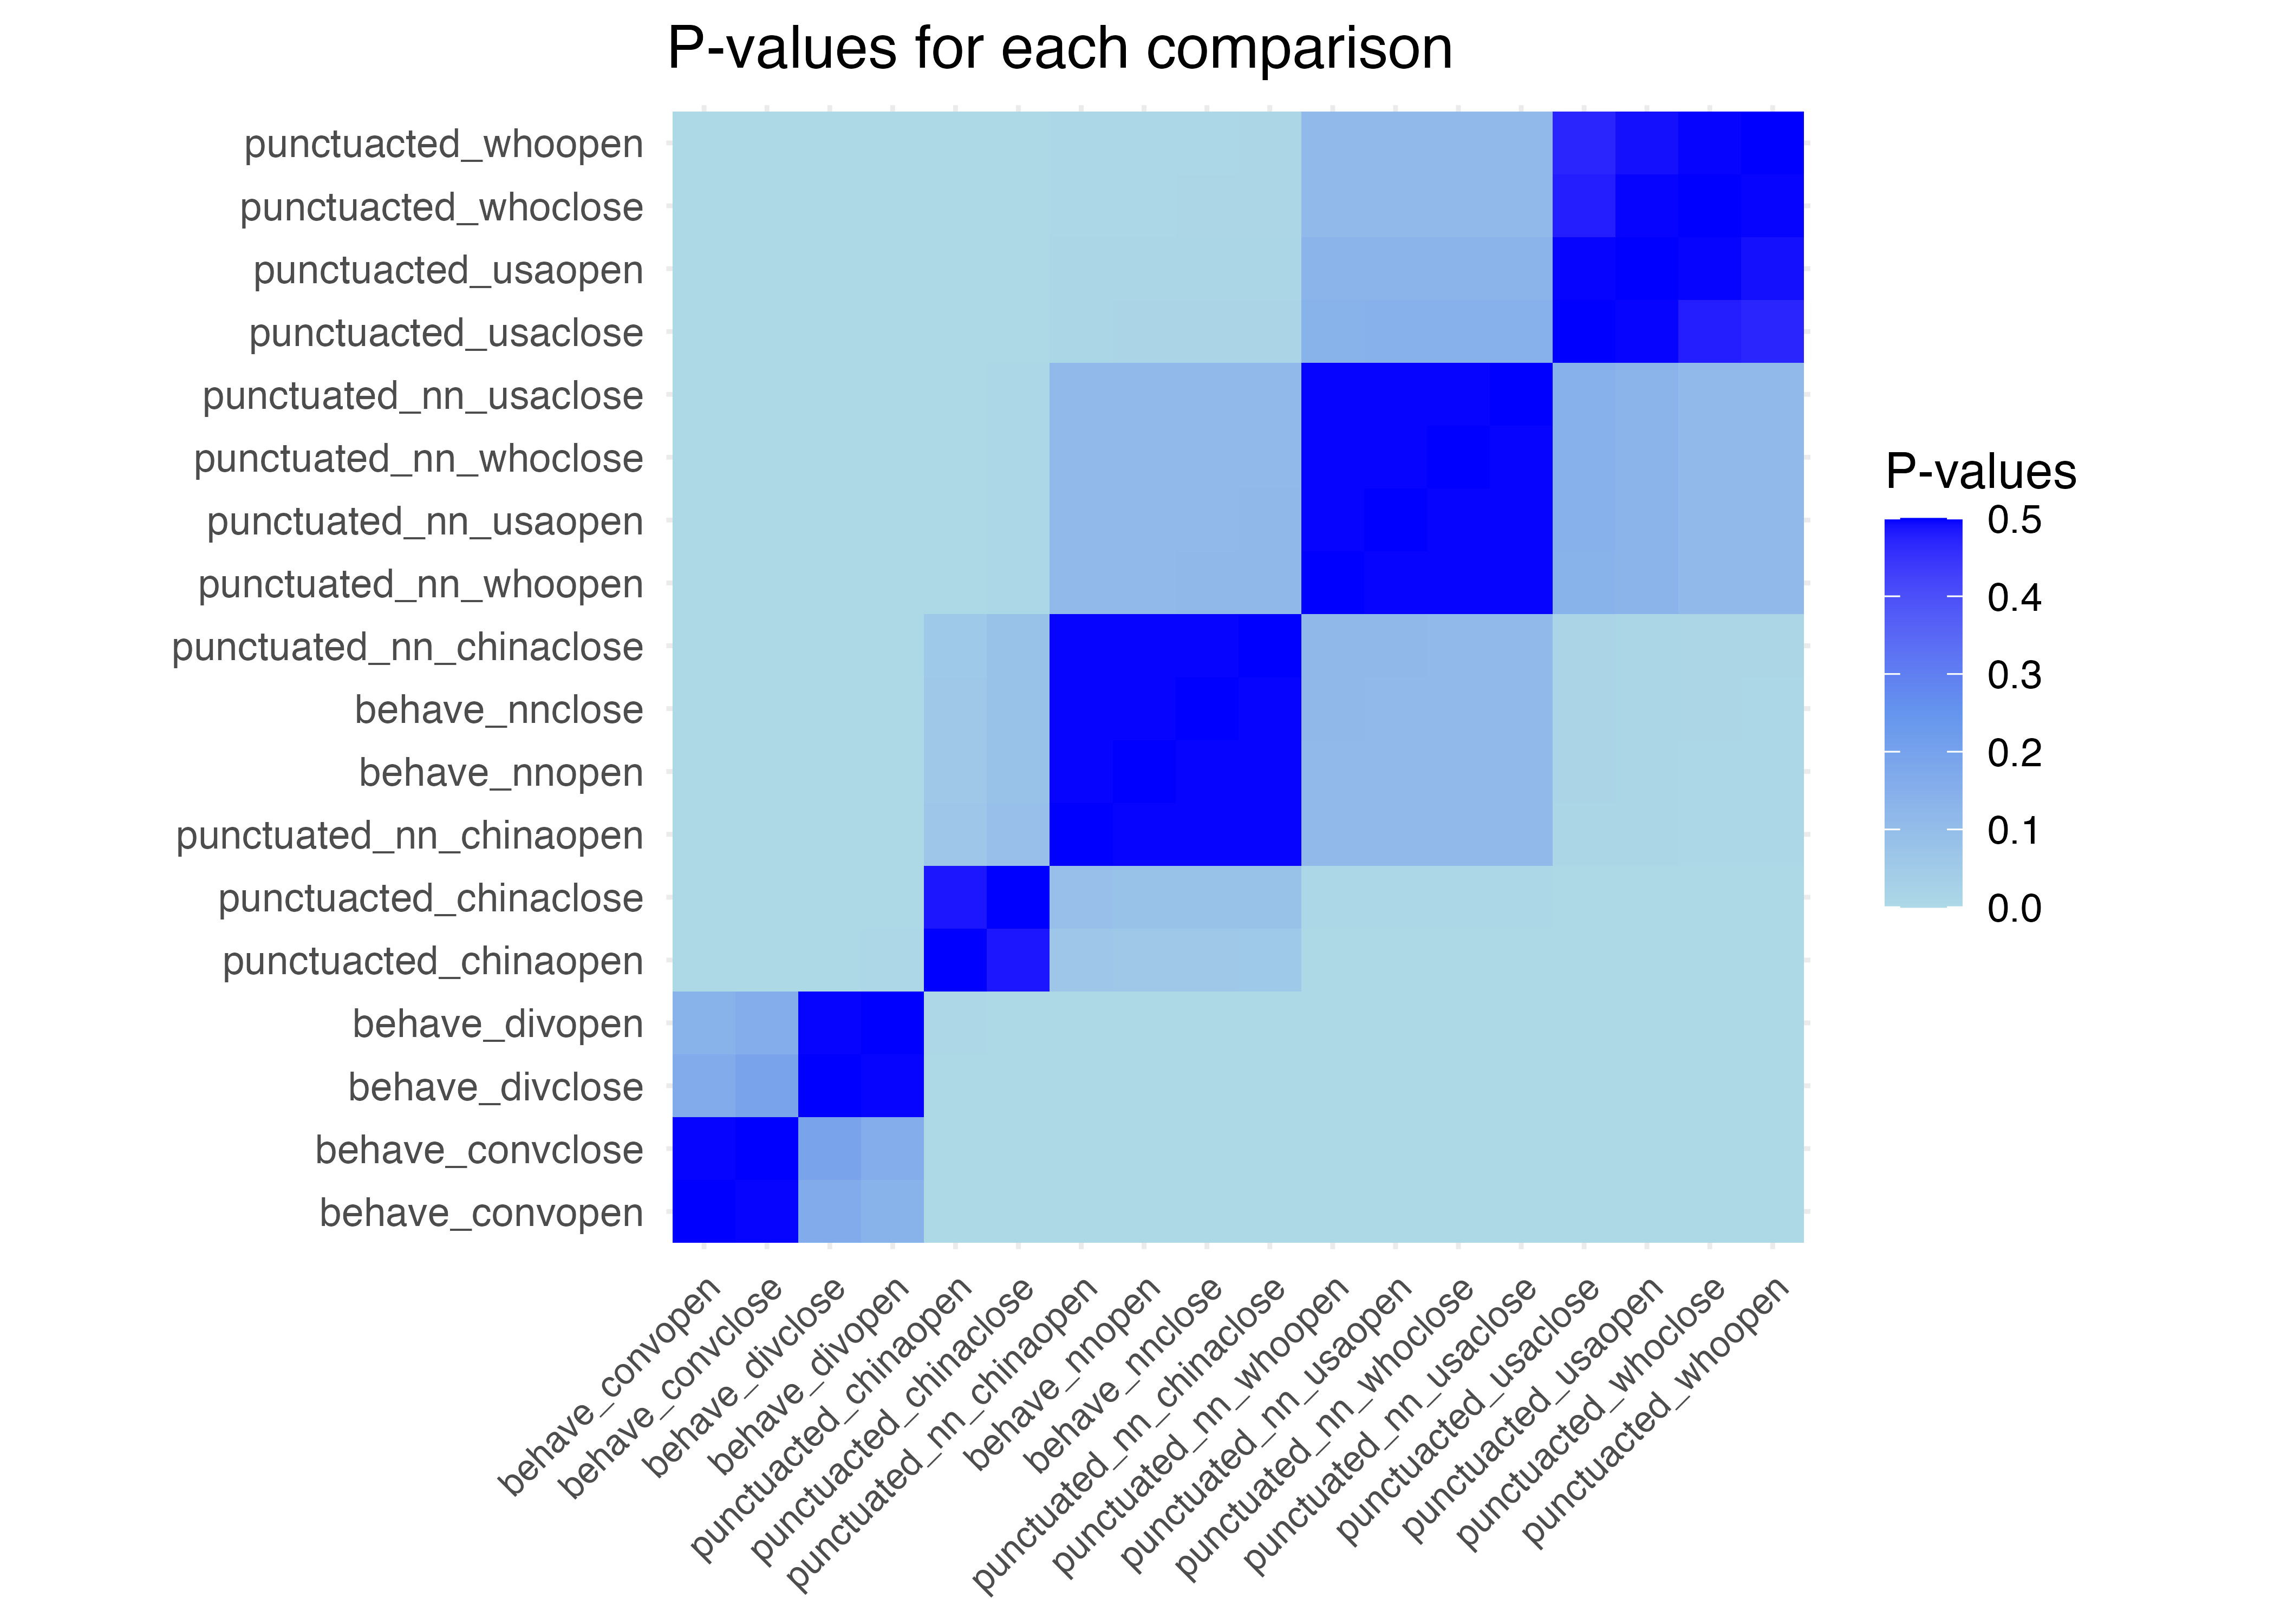 P-values for each comparison
punctuacted_whoopen
punctuacted_whoclose
punctuacted_usaopen
punctuacted_usaclose
punctuated_nn_usaclose
punctuated_nn_whoclose
punctuated_nn_usaopen
punctuated_nn_whoopen
punctuated_nn_chinaclose
behave_nnclose
behave_nnopen
punctuated_nn_chinaopen
punctuacted_chinaclose
punctuacted_chinaopen
behave_divopen
behave_divclose
behave_convclose
behave_convopen
behave_convopen
behave_convclose
behave_divclose
behave_divopen
punctuacted_chinaopen
punctuacted_chinaclose
punctuated_nn_chinaopen
behave_nnopen
behave_nnclose
punctuated_nn_chinaclose
punctuated_nn_whoopen
punctuated_nn_usaopen
punctuated_nn_whoclose
punctuated_nn_usaclose
punctuacted_usaclose
punctuacted_usaopen
punctuacted_whoclose
punctuacted_whoopen
P-values
0.5
0.4
0.3
0.2
0.1
0.0